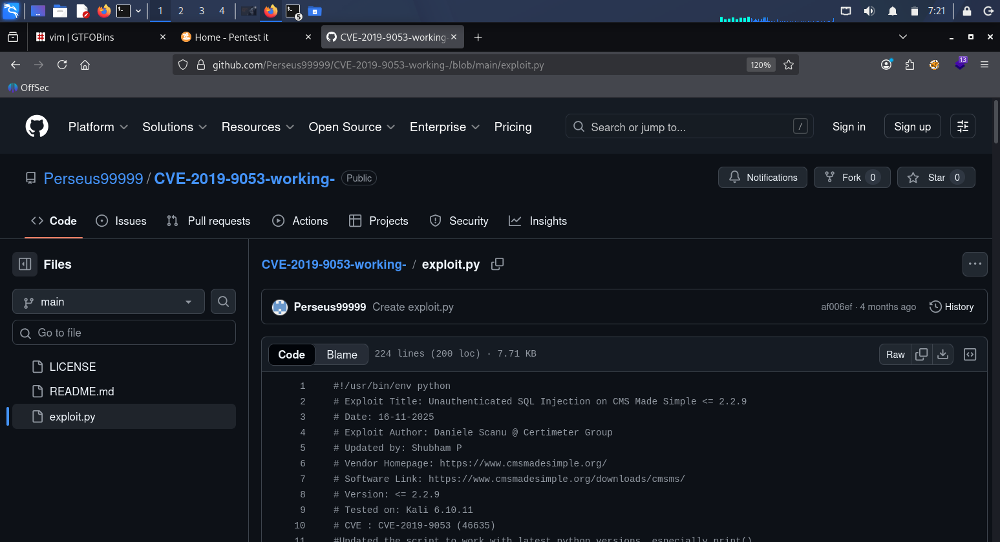 1 2 3 4 5 7:21
vim | GTFOBins
Home - Pentest it
CVE-2019-9053-working-
github.com/Perseus99999/CVE-2019-9053-working-/blob/main/exploit.py
120%
13
OffSec
Platform Solutions Resources Open Source Enterprise Pricing Search or jump to... / Sign in Sign up
Perseus99999 / CVE-2019-9053-working- Public Notifications Fork 0 Star 0
Code Issues Pull requests Actions Projects Security Insights
Files
main
Go to file
LICENSE
README.md
exploit.py
CVE-2019-9053-working- / exploit.py
Perseus99999 Create exploit.py af006ef · 4 months ago History
Code Blame 224 lines (200 loc) · 7.71 KB Raw
1 #!/usr/bin/env python
2 # Exploit Title: Unauthenticated SQL Injection on CMS Made Simple <= 2.2.9
3 # Date: 16-11-2025
4 # Exploit Author: Daniele Scanu @ Certimeter Group
5 # Updated by: Shubham P
6 # Vendor Homepage: https://www.cmsmadesimple.org/
7 # Software Link: https://www.cmsmadesimple.org/downloads/cmsms/
8 # Version: <= 2.2.9
9 # Tested on: Kali 6.10.11
10 # CVE : CVE-2019-9053 (46635)
11 #Updated the script to work with latest python versions, especially print()